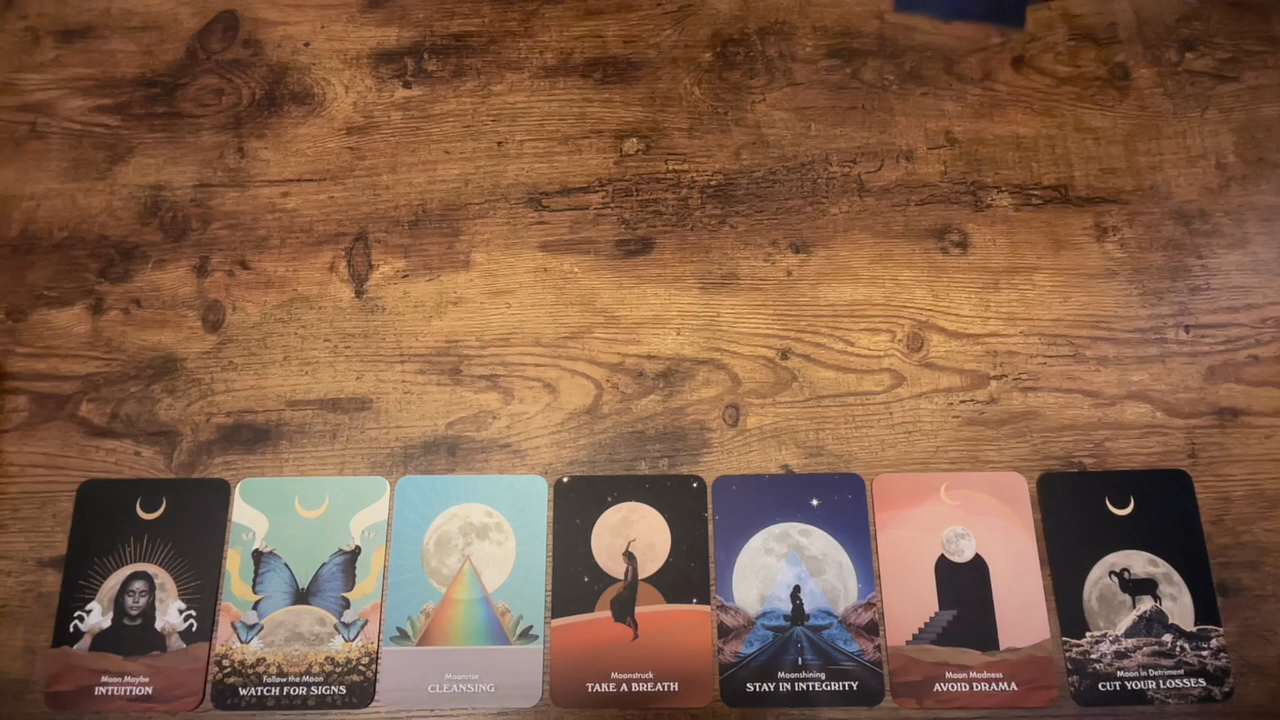 Moon Maybe
INTUITION
Follow the Moon
WATCH FOR SIGNS
Moonrise
CLEANSING
Moonstruck
TAKE A BREATH
Moonshining
STAY IN INTEGRITY
Moon Madness
AVOID DRAMA
Moon in Detriment
CUT YOUR LOSSES